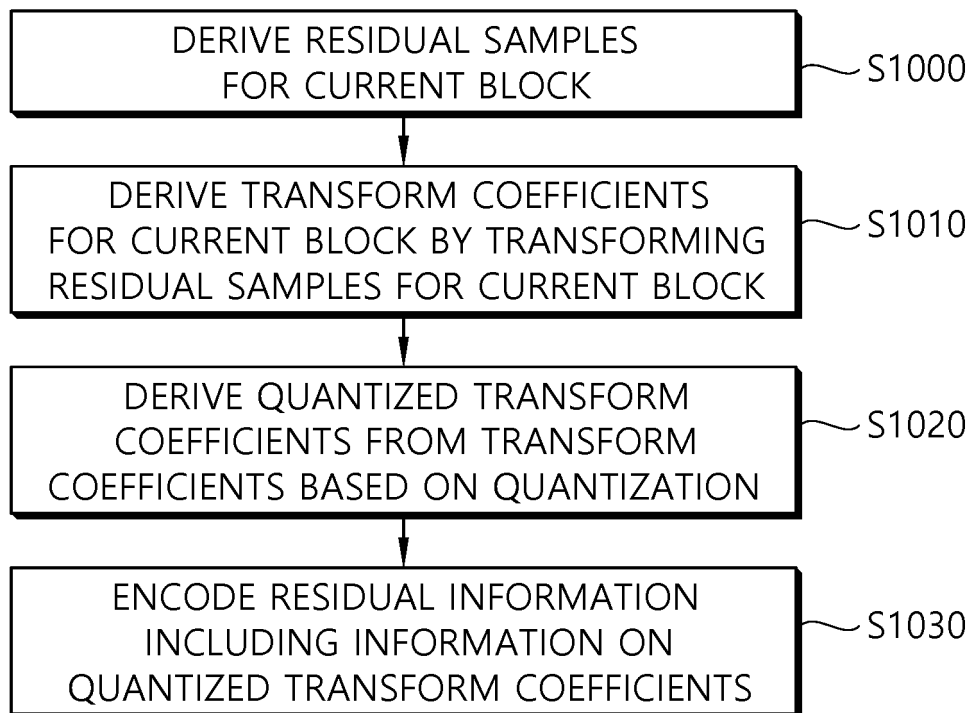 DERIVE RESIDUAL SAMPLES
FOR CURRENT BLOCK
S1000
DERIVE TRANSFORM COEFFICIENTS
FOR CURRENT BLOCK BY TRANSFORMING
RESIDUAL SAMPLES FOR CURRENT BLOCK
S1010
DERIVE QUANTIZED TRANSFORM
COEFFICIENTS FROM TRANSFORM
COEFFICIENTS BASED ON QUANTIZATION
S1020
ENCODE RESIDUAL INFORMATION
INCLUDING INFORMATION ON
QUANTIZED TRANSFORM COEFFICIENTS
S1030